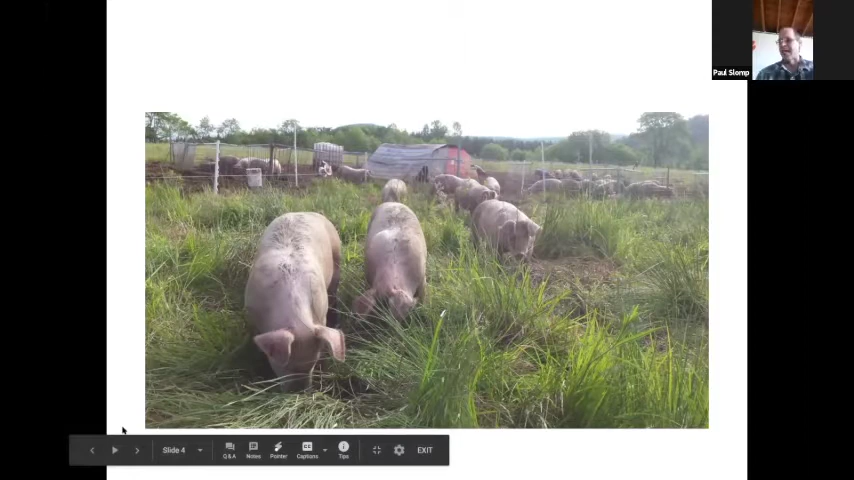 Paul Slomp
Slide 4
Q & A
Notes
Pointer
Captions
Tips
EXIT